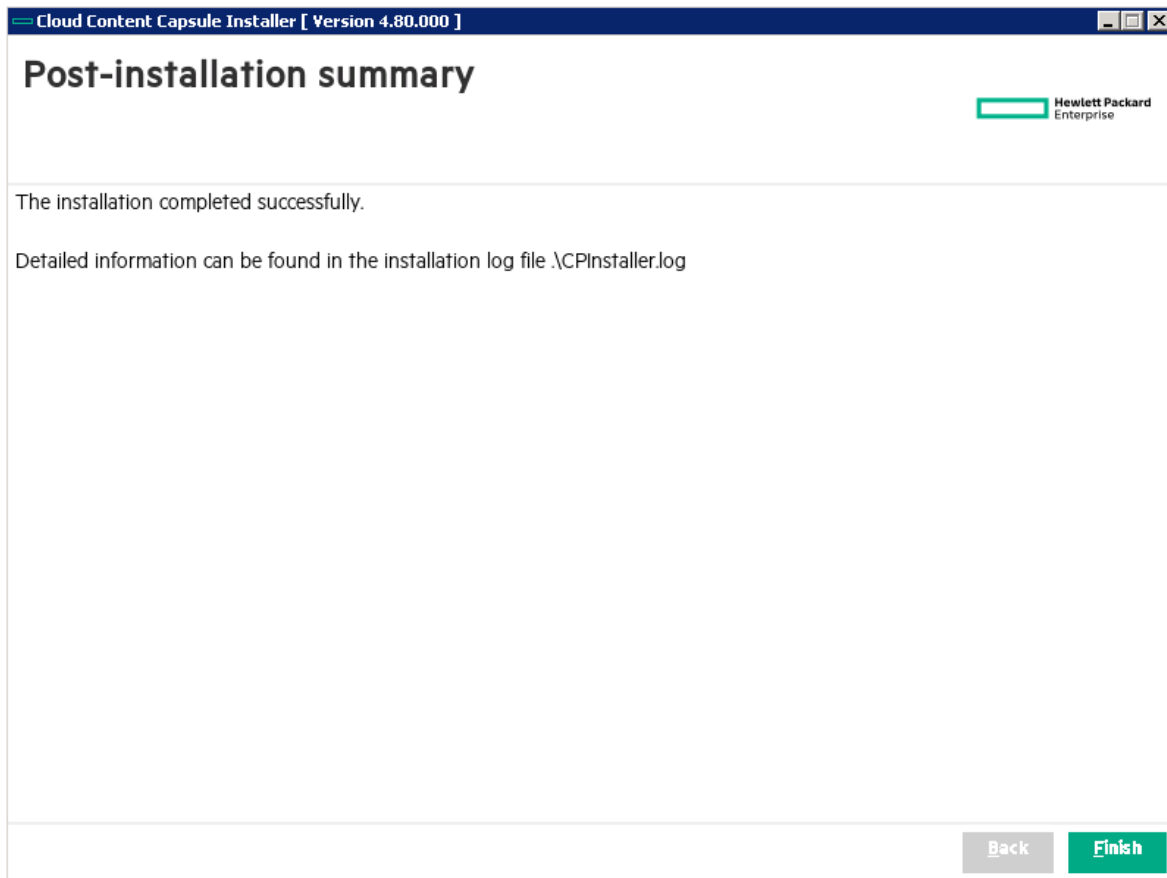 Cloud Content Capsule Installer [ Version 4.80.000 ]
Post-installation summary
Hewlett Packard
Enterprise
The installation completed successfully.
Detailed information can be found in the installation log file .\CPInstaller.log
Back
Finish